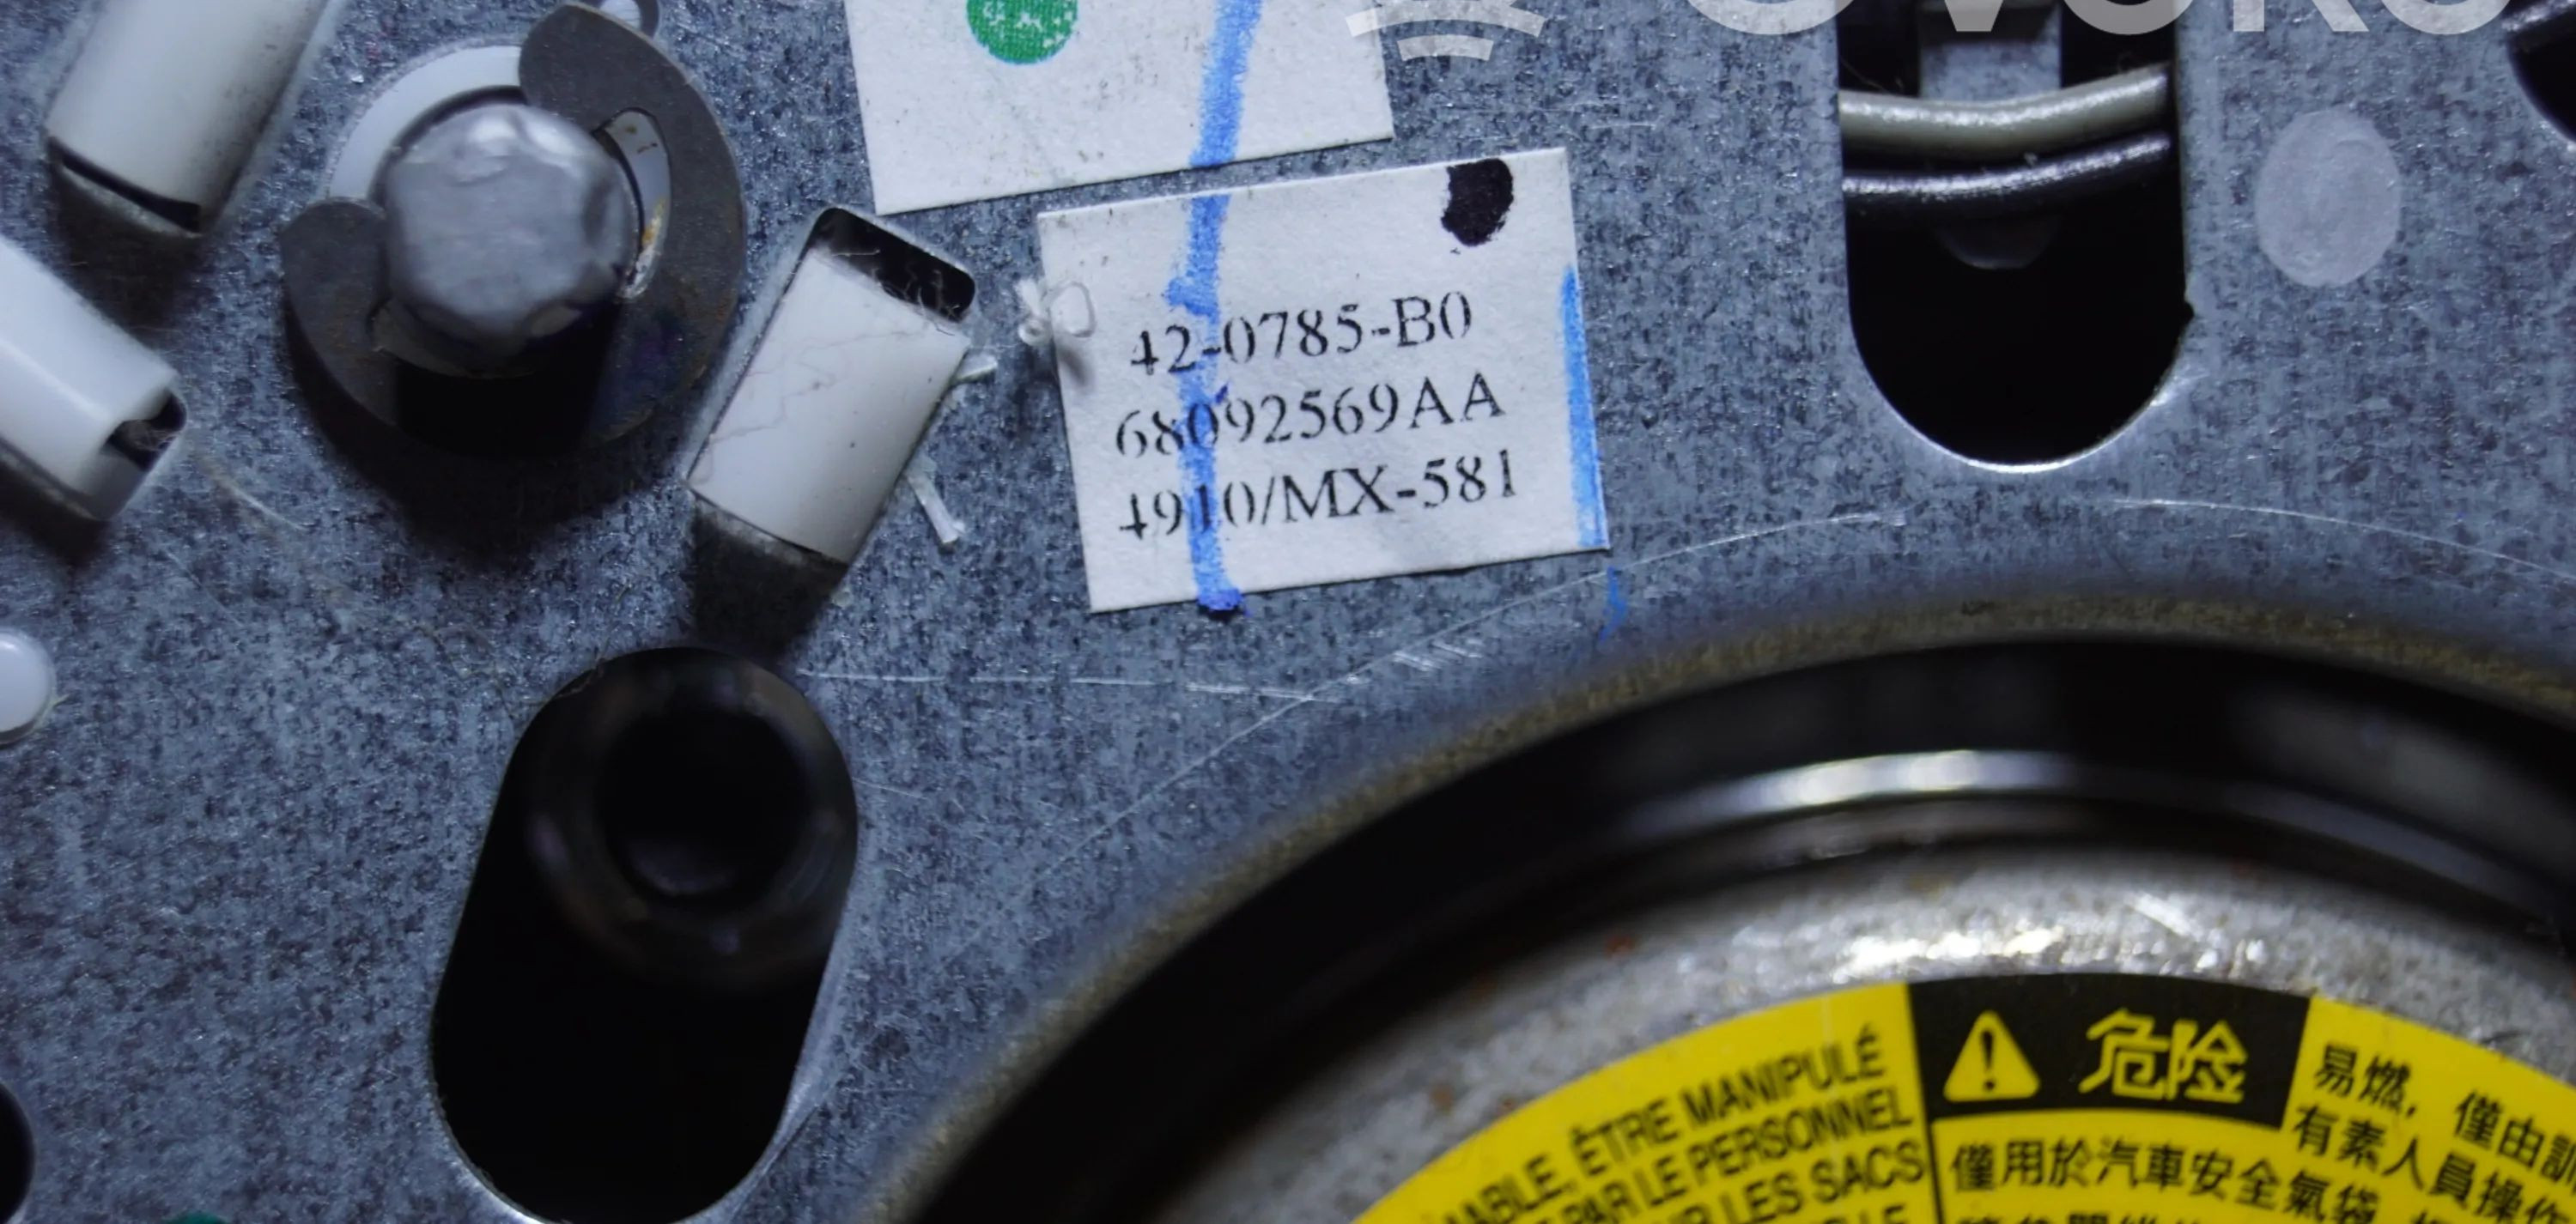 42-0785-B0
68092569AA
4910/MX-581
ÊTRE MANIPULÉ
PAR LE PERSONNEL
LES SACS
危险
易燃，僅由訓
有素人員操作
僅用於汽車安全氣袋